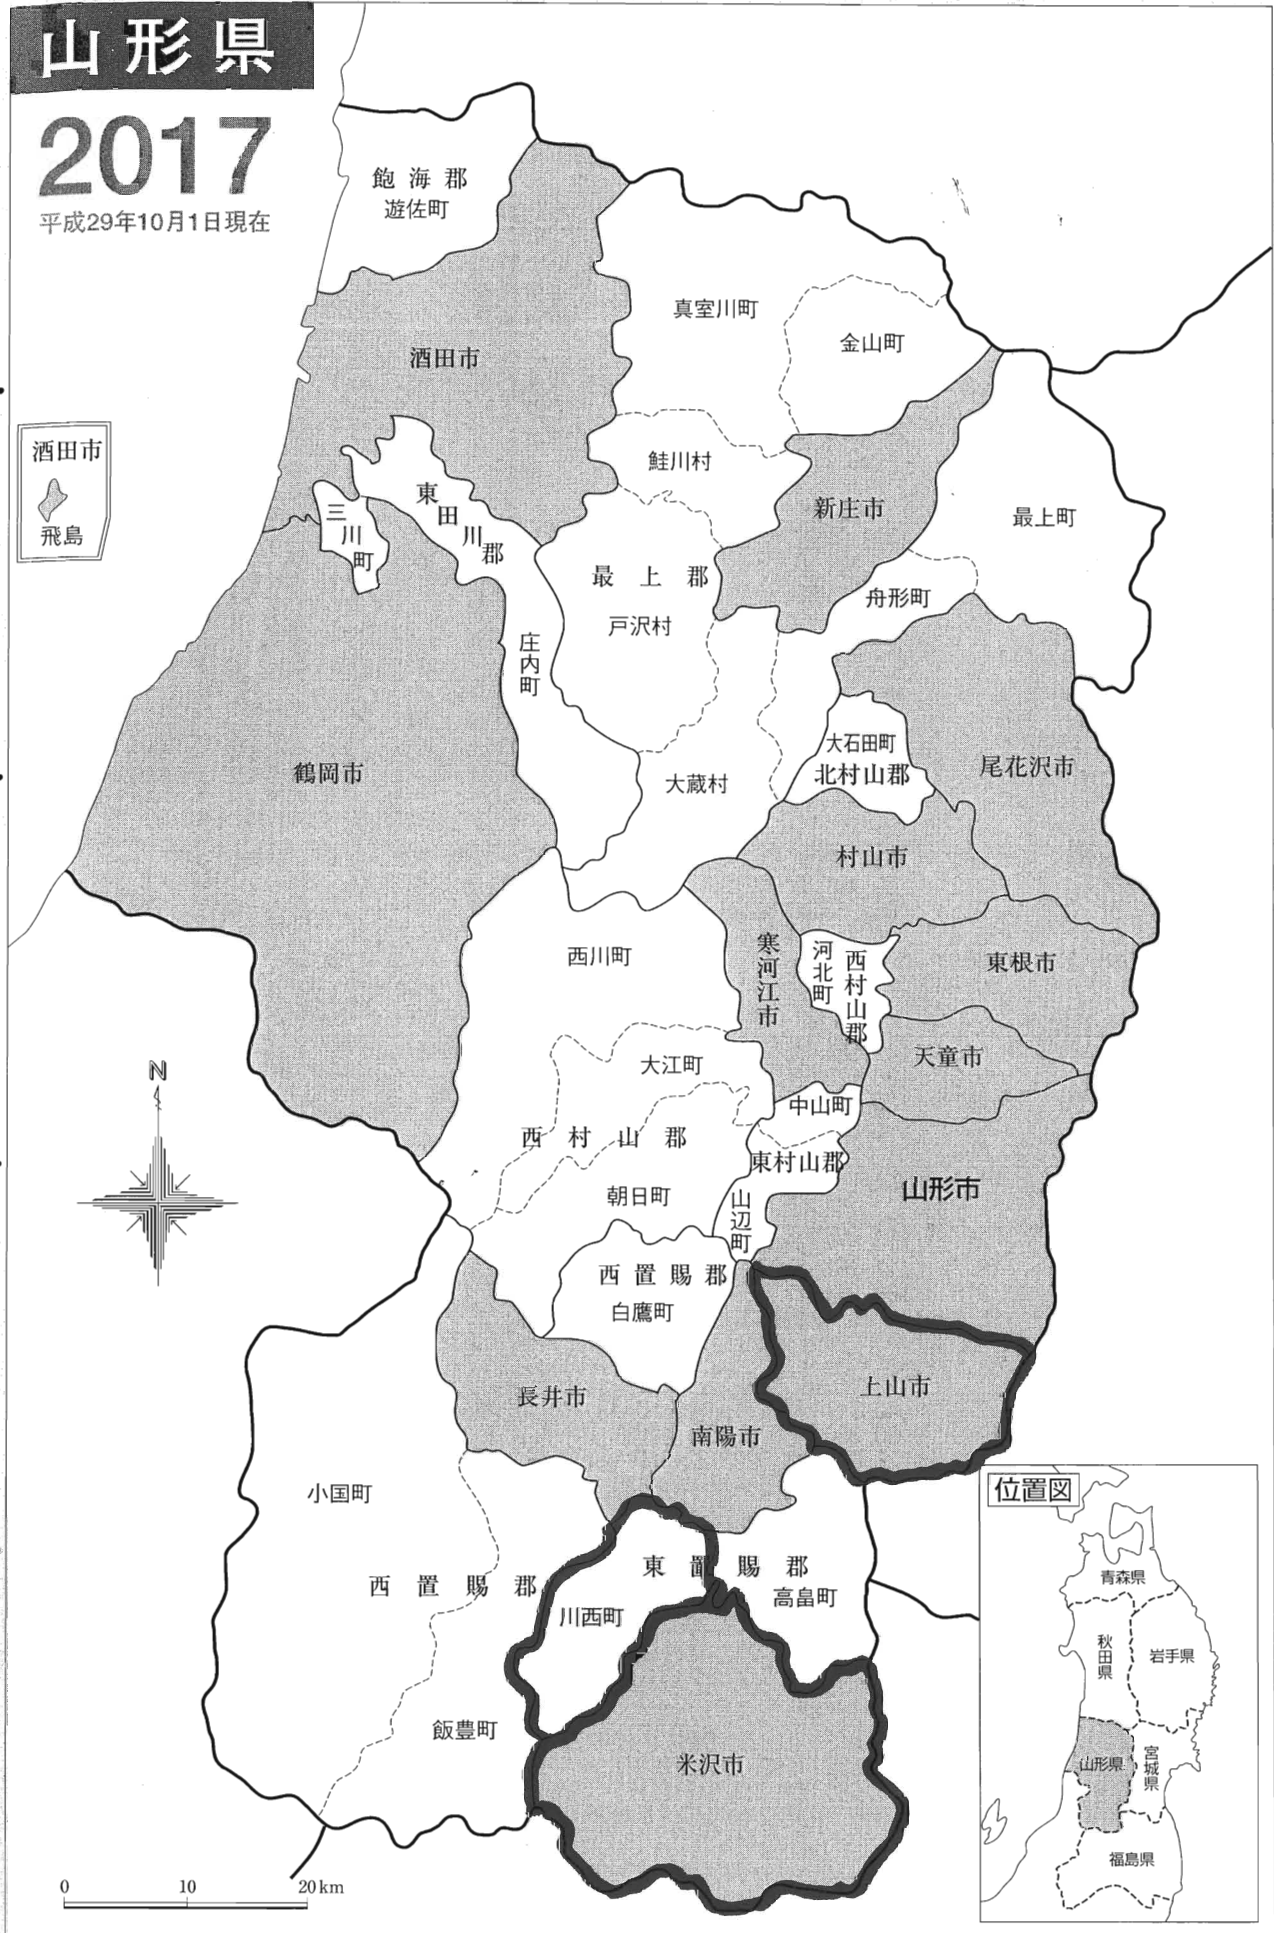 山形県
2017
平成29年10月1日現在
飽海郡
遊佐町
真室川町
金山町
酒田市
酒田市
飛島
鮭川村
新庄市
最上町
東田川郡
三川町
最上郡
舟形町
戸沢村
庄内町
大石田町
北村山郡
尾花沢市
鶴岡市
大蔵村
村山市
西川町
寒河江市
河北町
西村山郡
東根市
天童市
大江町
N
中山町
西村山郡
東村山郡
朝日町
山辺町
山形市
西置賜郡
白鷹町
長井市
上山市
南陽市
小国町
西置賜郡
東置賜郡
高畠町
川西町
飯豊町
米沢市
0 10 20km
位置図
青森県
秋田県
岩手県
山形県
宮城県
福島県